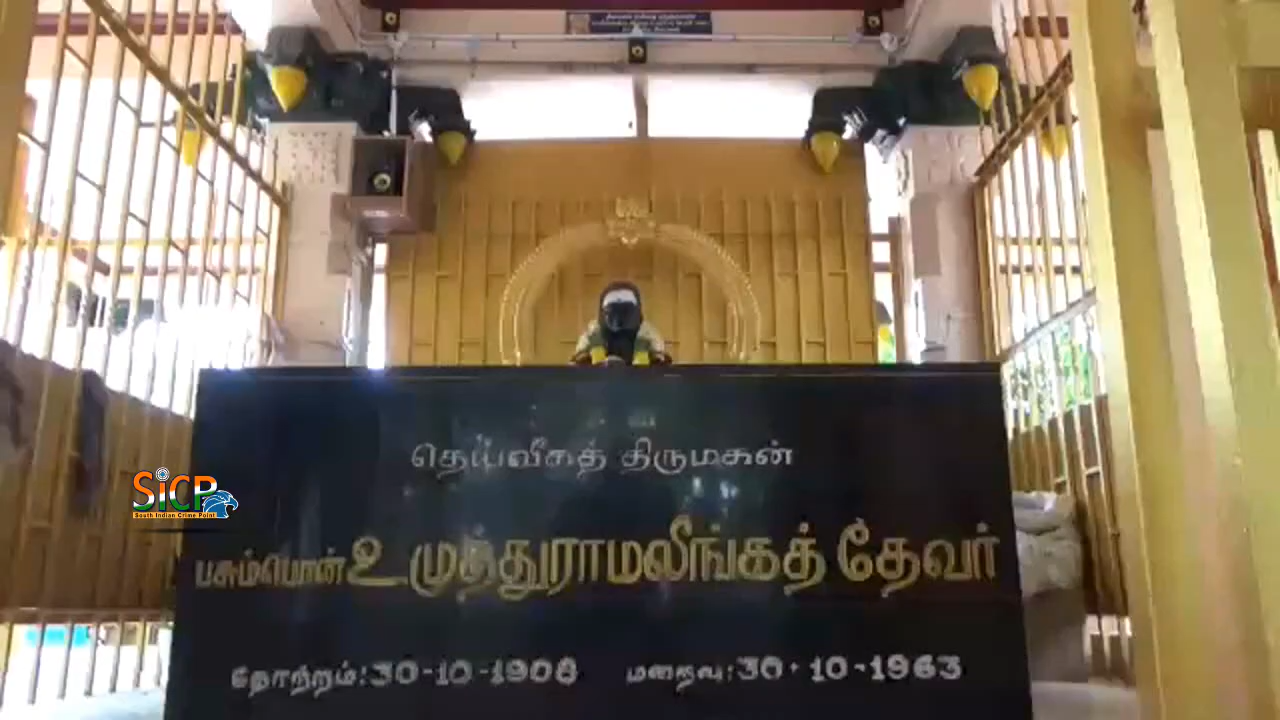 தெய்வீகத் திருமகன்
பசும்பொன் உ முத்துராமலிங்கத் தேவர்
தோற்றம்:30-10-1908 மறைவு:30-10-1963
SICP
South Indian Crime Point